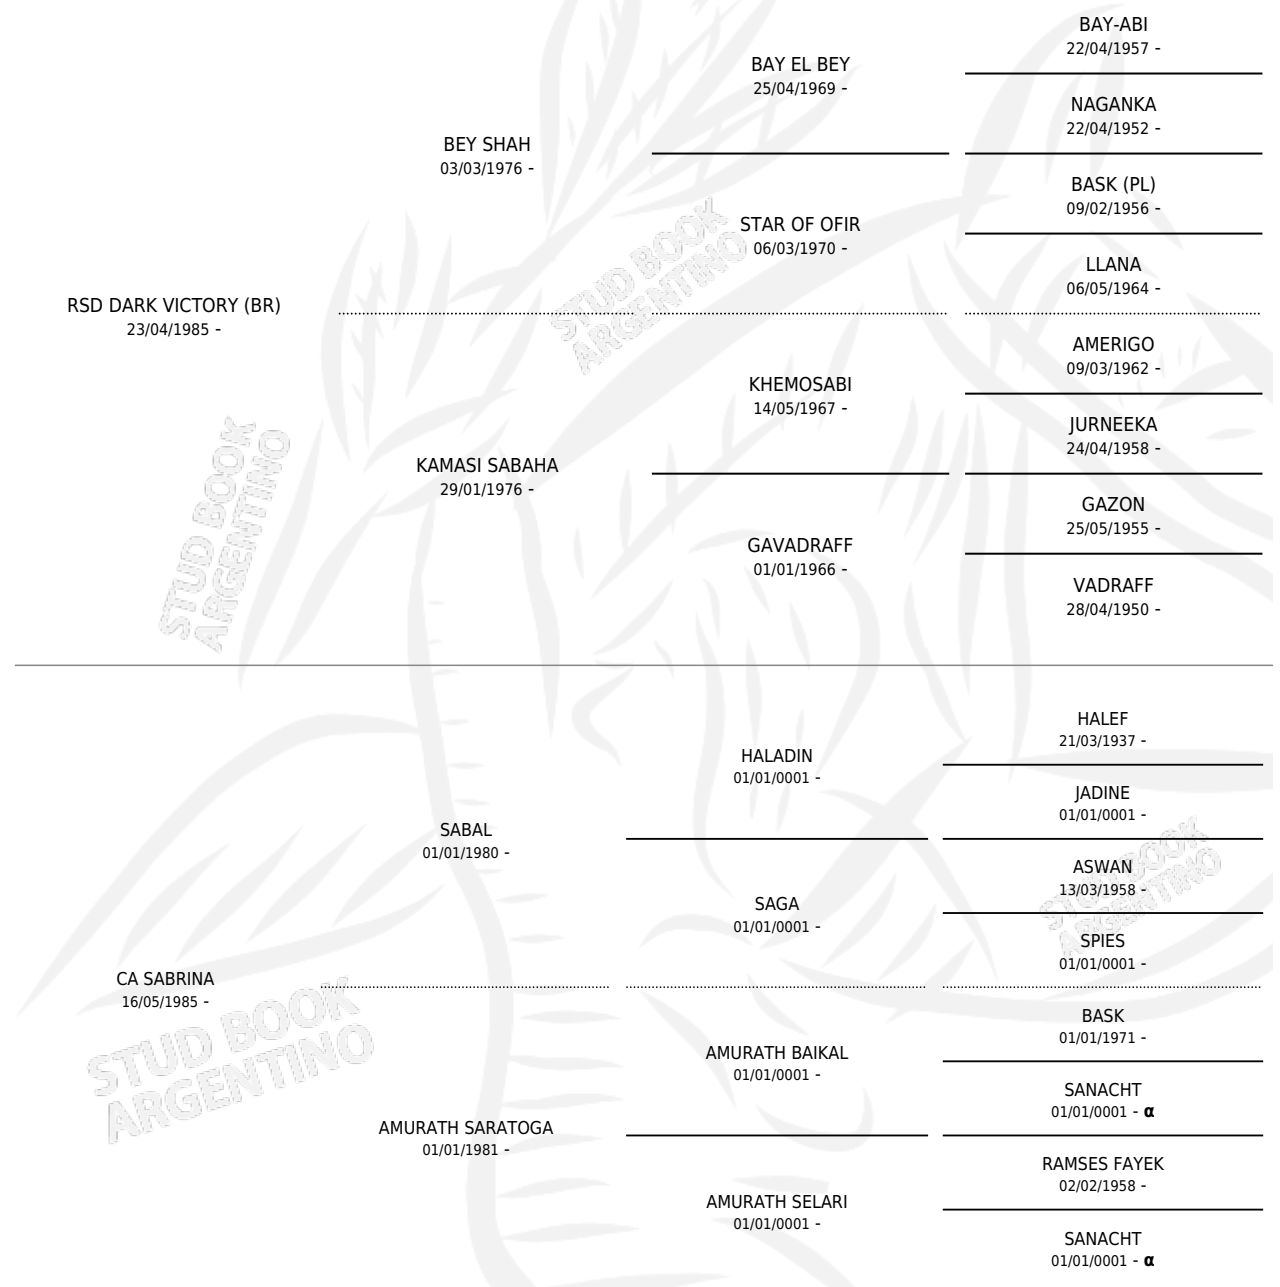 BAY-ABI
22/04/1957 -
BAY EL BEY
25/04/1969 -
NAGANKA
22/04/1952 -
BEY SHAH
03/03/1976 -
BASK (PL)
09/02/1956 -
STAR OF OFIR
06/03/1970 -
LLANA
06/05/1964 -
RSD DARK VICTORY (BR)
23/04/1985 -
AMERIGO
09/03/1962 -
KHEMOSABI
14/05/1967 -
JURNEEKA
24/04/1958 -
KAMASI SABAHA
29/01/1976 -
GAZON
25/05/1955 -
GAVADRAFF
01/01/1966 -
VADRAFF
28/04/1950 -
HALEF
21/03/1937 -
HALADIN
01/01/0001 -
JADINE
01/01/0001 -
SABAL
01/01/1980 -
ASWAN
13/03/1958 -
SAGA
01/01/0001 -
SPIES
01/01/0001 -
CA SABRINA
16/05/1985 -
BASK
01/01/1971 -
AMURATH BAIKAL
01/01/0001 -
SANACHT
01/01/0001 - α
AMURATH SARATOGA
01/01/1981 -
RAMSES FAYEK
02/02/1958 -
AMURATH SELARI
01/01/0001 -
SANACHT
01/01/0001 - α
STUD BOOK
ARGENTINO
STUD BOOK
ARGENTINO
STUD BOOK
ARGENTINO
STUD BOOK
ARGENTINO